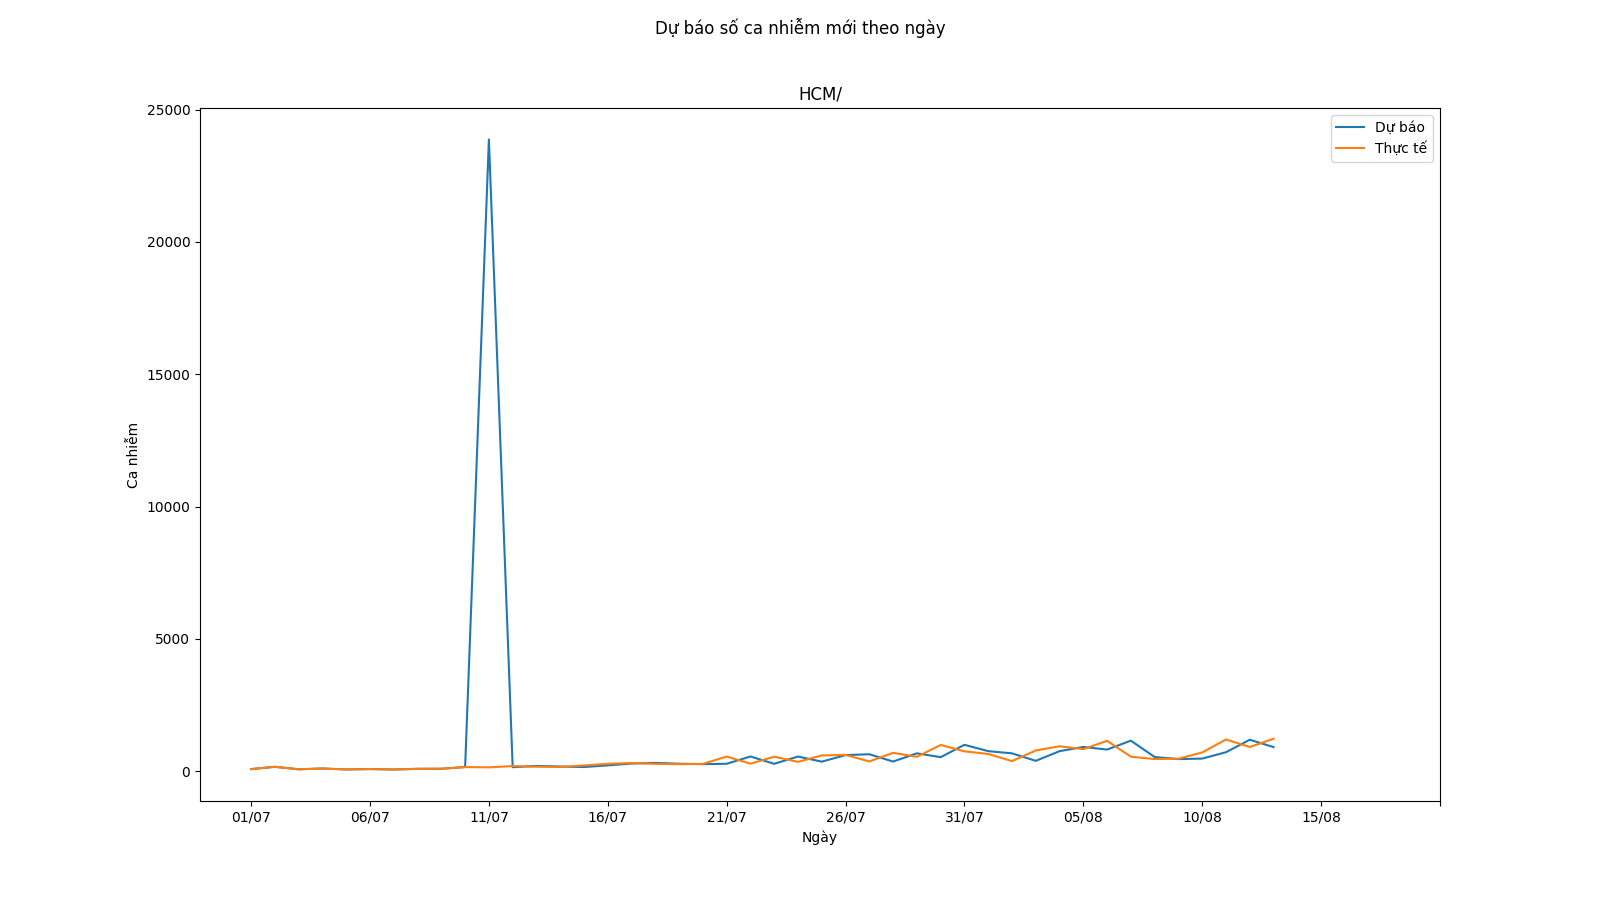 Dự báo số ca nhiễm mới theo ngày
HCM/
Dự báo
Thực tế
Ca nhiễm
25000
20000
15000
10000
5000
0
01/07 06/07 11/07 16/07 21/07 26/07 31/07 05/08 10/08 15/08
Ngày